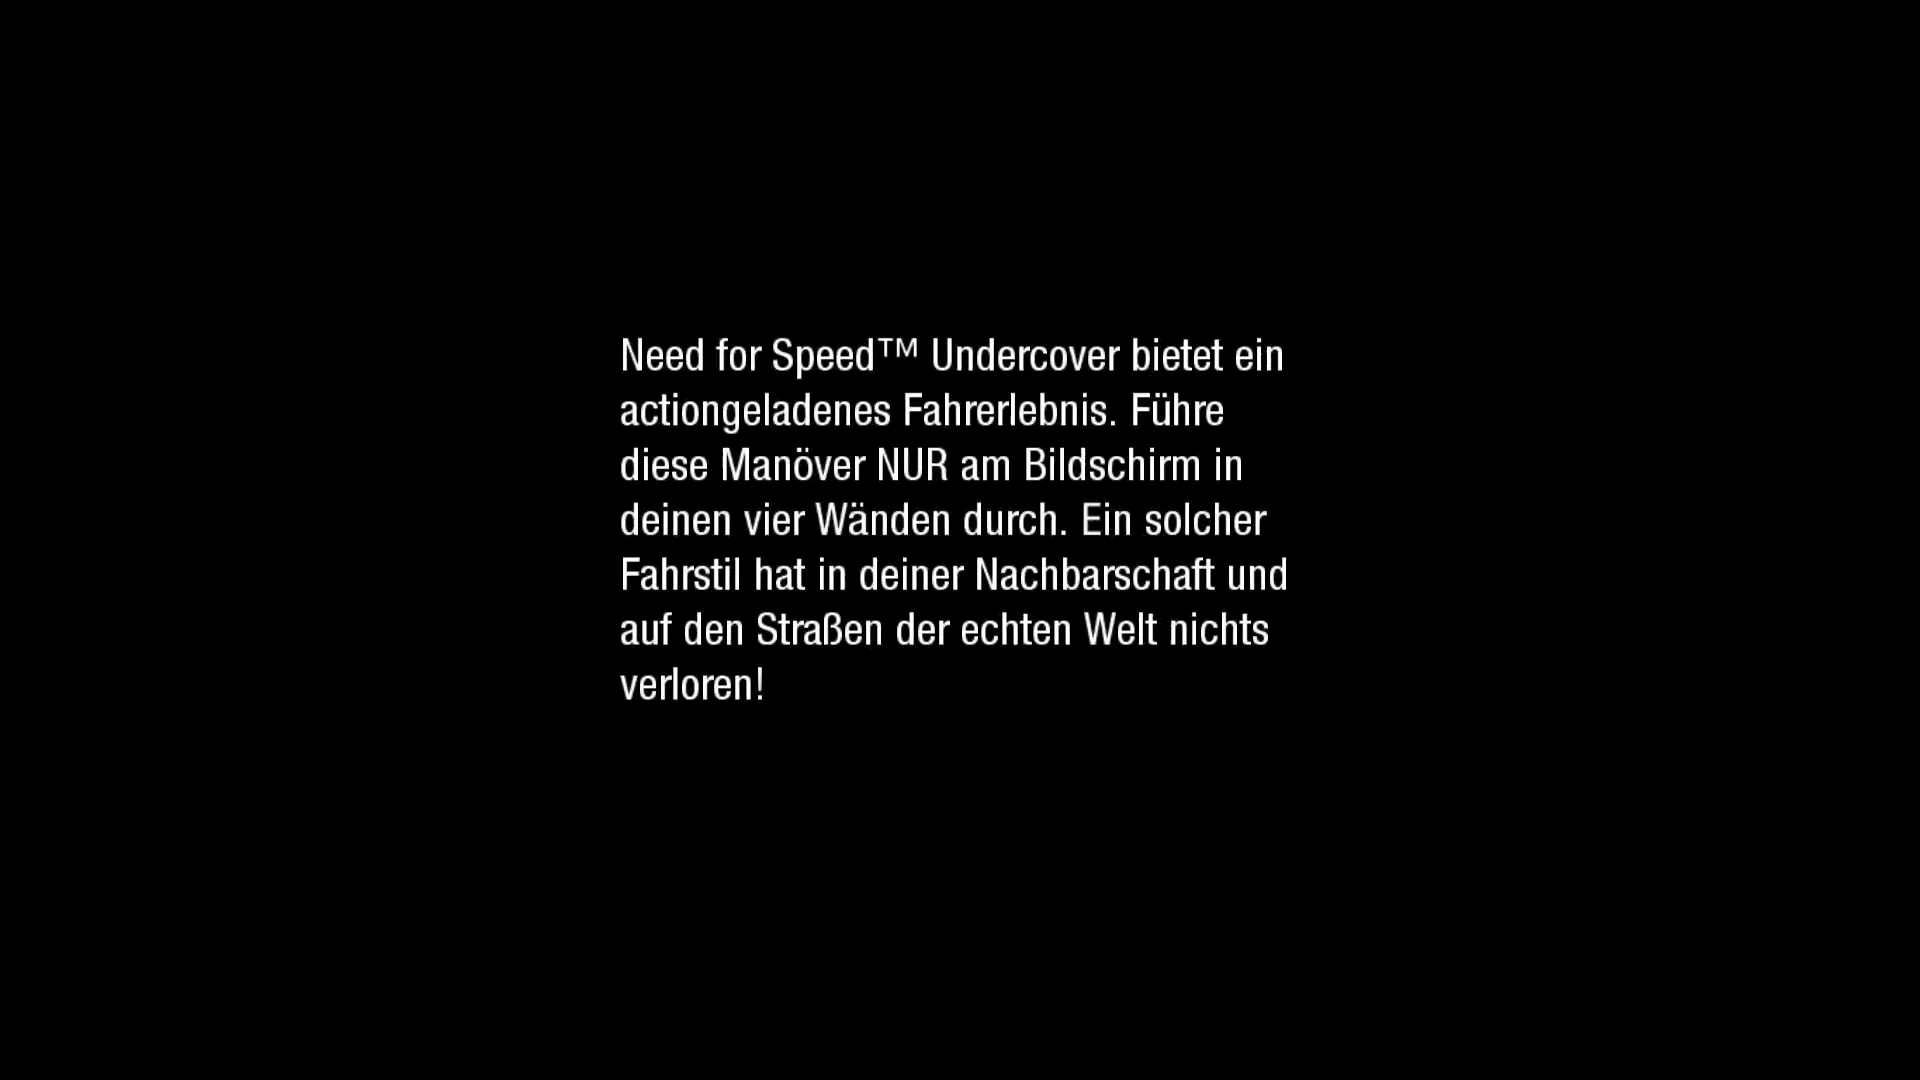 Need for Speed™ Undercover bietet ein
actiongeladenes Fahrerlebnis. Führe
diese Manöver NUR am Bildschirm in
deinen vier Wänden durch. Ein solcher
Fahrstil hat in deiner Nachbarschaft und
auf den Straßen der echten Welt nichts
verloren!